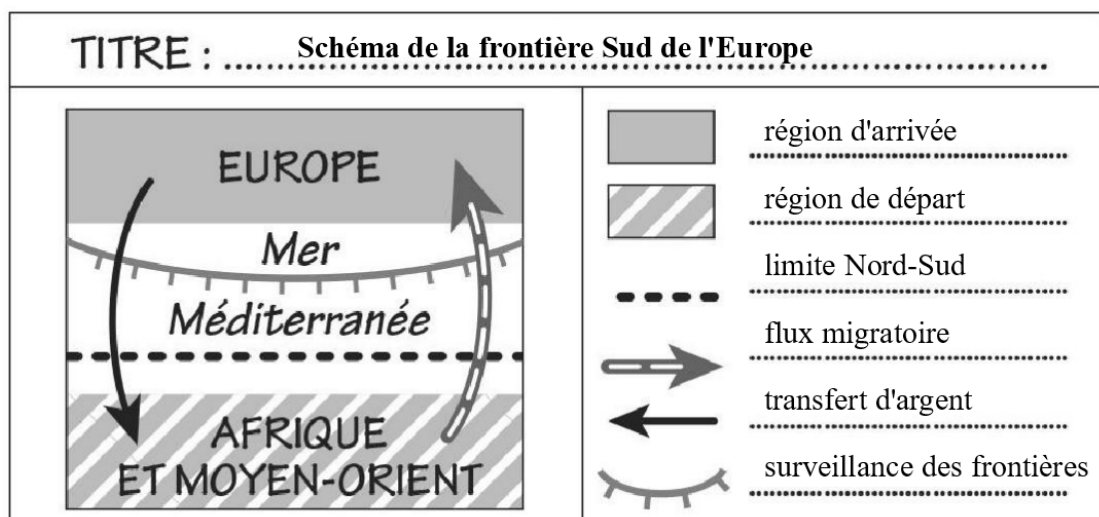 TITRE : Schéma de la frontière Sud de l'Europe
EUROPE
Mer
Méditerranée
AFRIQUE
ET MOYEN-ORIENT
région d'arrivée
région de départ
limite Nord-Sud
flux migratoire
transfert d'argent
surveillance des frontières